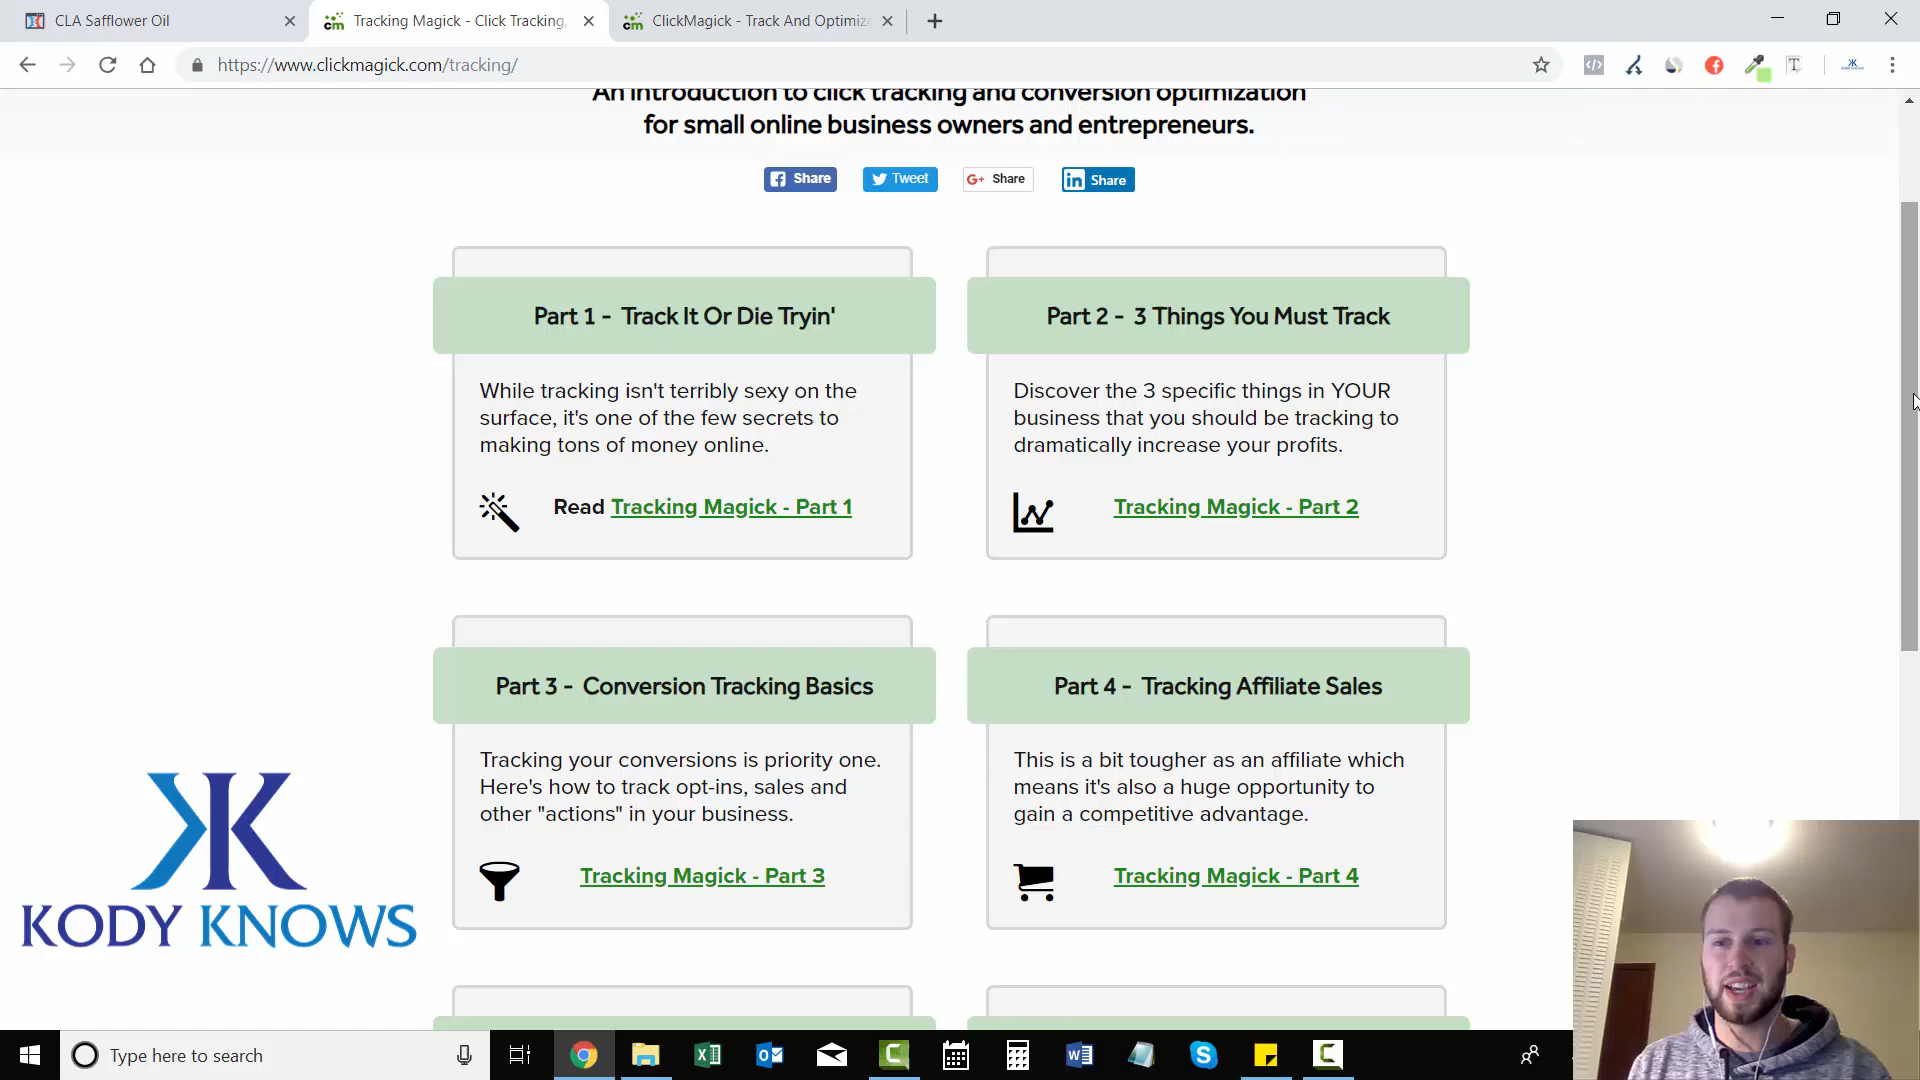 CLA Safflower Oil
Tracking Magick - Click Tracking,
ClickMagick - Track And Optimize
https://www.clickmagick.com/tracking/
An introduction to click tracking and conversion optimization
for small online business owners and entrepreneurs.
Share
Tweet
G+ Share
in Share
Part 1 - Track It Or Die Tryin'
While tracking isn't terribly sexy on the
surface, it's one of the few secrets to
making tons of money online.
Read Tracking Magick - Part 1
Part 2 - 3 Things You Must Track
Discover the 3 specific things in YOUR
business that you should be tracking to
dramatically increase your profits.
Tracking Magick - Part 2
Part 3 - Conversion Tracking Basics
Tracking your conversions is priority one.
Here's how to track opt-ins, sales and
other "actions" in your business.
Tracking Magick - Part 3
Part 4 - Tracking Affiliate Sales
This is a bit tougher as an affiliate which
means it's also a huge opportunity to
gain a competitive advantage.
Tracking Magick - Part 4
KK
KODY KNOWS
Type here to search